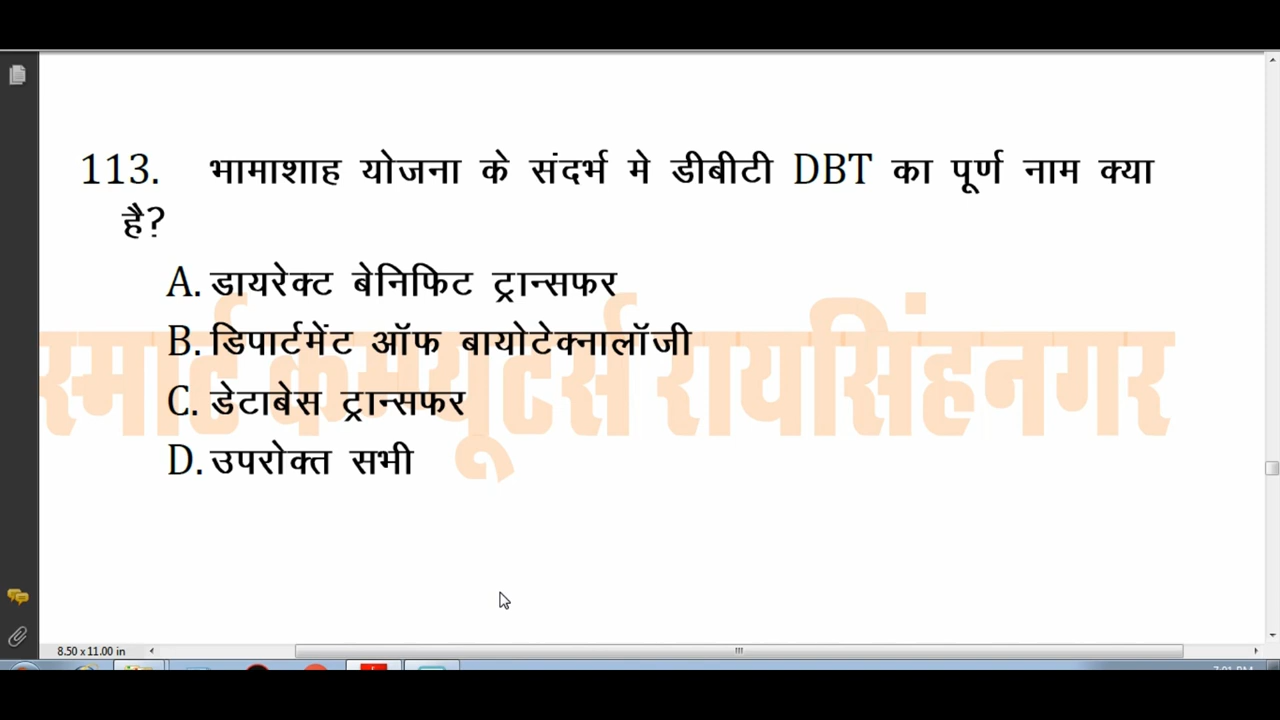 113. भामाशाह योजना के संदर्भ मे डीबीटी DBT का पूर्ण नाम क्या
है?
A. डायरेक्ट बेनिफिट ट्रान्सफर
B. डिपार्टमेंट ऑफ बायोटेक्नालॉजी
स्मार्ट कम्प्यूटर्स रायसिंहनगर
C. डेटाबेस ट्रान्सफर
D. उपरोक्त सभी
8.50 x 11.00 in